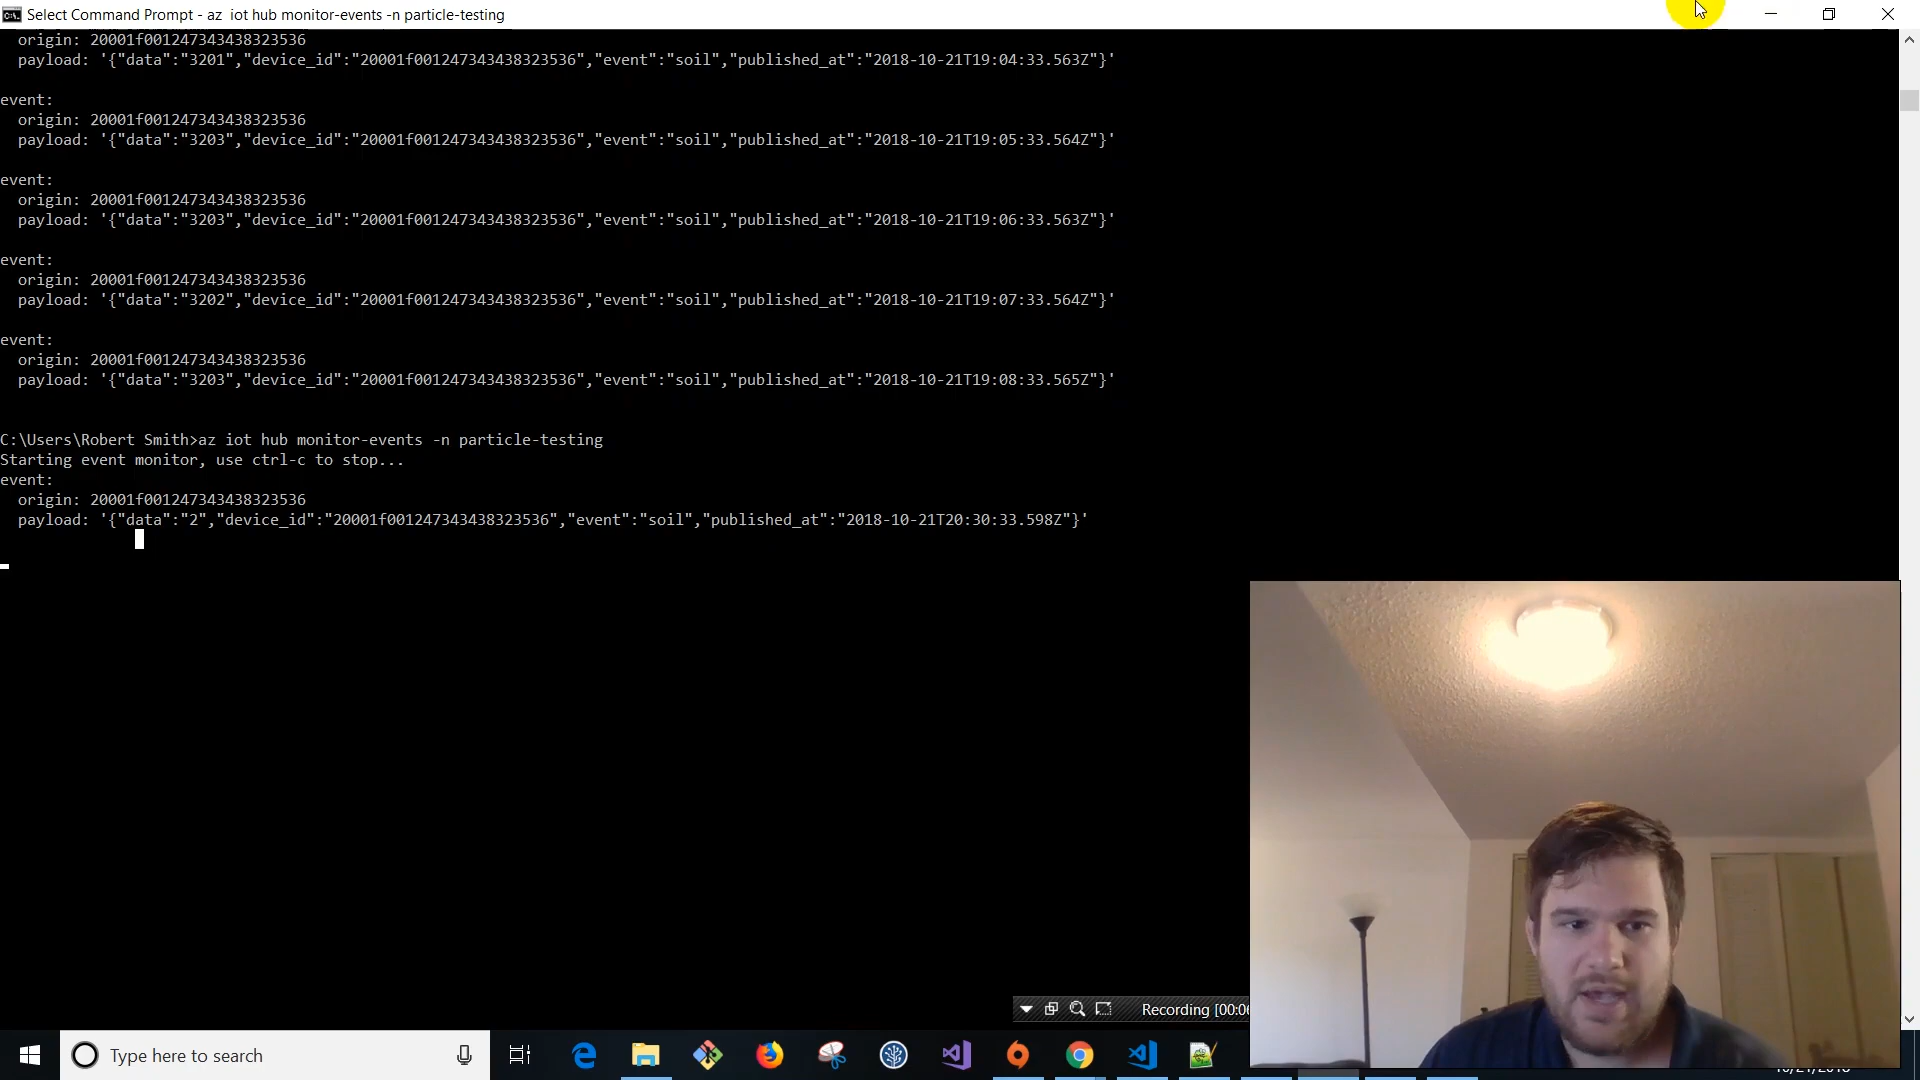 Select Command Prompt - az  iot hub monitor-events -n particle-testing
origin: 20001f001247343438323536
payload: '{"data":"3201","device_id":"20001f001247343438323536","event":"soil","published_at":"2018-10-21T19:04:33.563Z"}'
event:
origin: 20001f001247343438323536
payload: '{"data":"3203","device_id":"20001f001247343438323536","event":"soil","published_at":"2018-10-21T19:05:33.564Z"}'
event:
origin: 20001f001247343438323536
payload: '{"data":"3203","device_id":"20001f001247343438323536","event":"soil","published_at":"2018-10-21T19:06:33.563Z"}'
event:
origin: 20001f001247343438323536
payload: '{"data":"3202","device_id":"20001f001247343438323536","event":"soil","published_at":"2018-10-21T19:07:33.564Z"}'
event:
origin: 20001f001247343438323536
payload: '{"data":"3203","device_id":"20001f001247343438323536","event":"soil","published_at":"2018-10-21T19:08:33.565Z"}'
C:\Users\Robert Smith>az iot hub monitor-events -n particle-testing
Starting event monitor, use ctrl-c to stop...
event:
origin: 20001f001247343438323536
payload: '{"data":"2","device_id":"20001f001247343438323536","event":"soil","published_at":"2018-10-21T20:30:33.598Z"}'
Recording [00:0
Type here to search